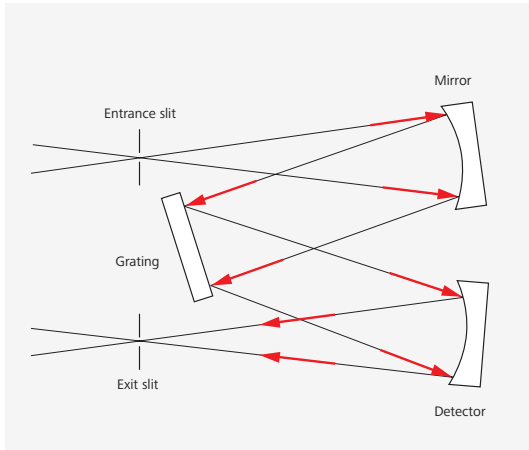 Mirror
Entrance slit
Grating
Exit slit
Detector